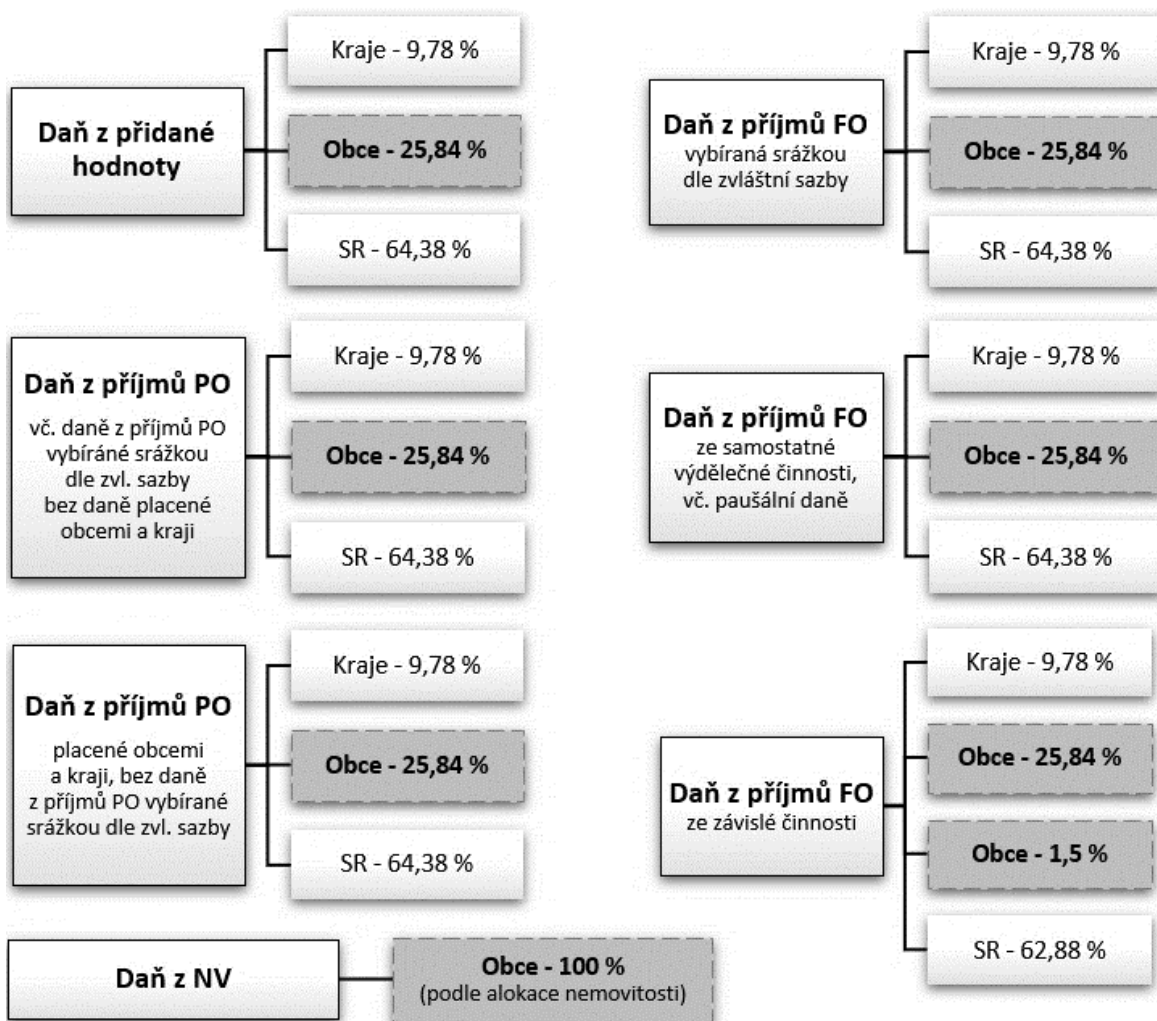 Daň z přidané
hodnoty
Kraje - 9,78 %
Obce - 25,84 %
SR - 64,38 %
Daň z příjmů FO
vybíraná srážkou
dle zvláštní sazby
Kraje - 9,78 %
Obce - 25,84 %
SR - 64,38 %
Daň z příjmů PO
vč. daně z příjmů PO
vybíráné srážkou
dle zvl. sazby
bez daně placené
obcemi a kraji
Kraje - 9,78 %
Obce - 25,84 %
SR - 64,38 %
Daň z příjmů FO
ze samostatné
výdělečné činnosti,
vč. paušální daně
Kraje - 9,78 %
Obce - 25,84 %
SR - 64,38 %
Daň z příjmů PO
placené obcemi
a kraji, bez daně
z příjmů PO vybírané
srážkou dle zvl. sazby
Kraje - 9,78 %
Obce - 25,84 %
SR - 64,38 %
Daň z příjmů FO
ze závislé činnosti
Kraje - 9,78 %
Obce - 25,84 %
Obce - 1,5 %
SR - 62,88 %
Daň z NV
Obce - 100 %
(podle alokace nemovitosti)